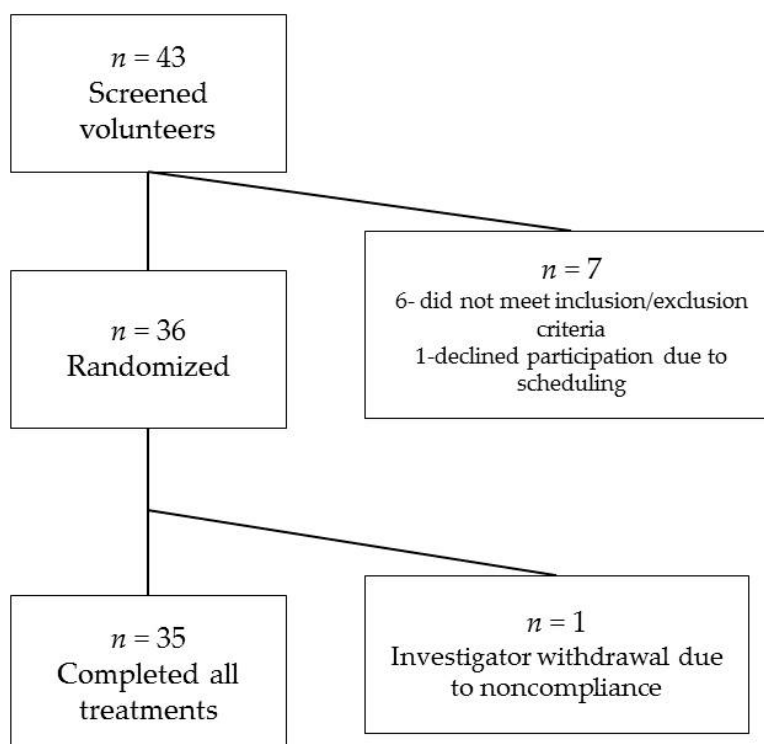 n = 43
Screened
volunteers
n = 7
6- did not meet inclusion/exclusion
criteria
1-declined participation due to
scheduling
n = 36
Randomized
n = 35
Completed all
treatments
n = 1
Investigator withdrawal due
to noncompliance